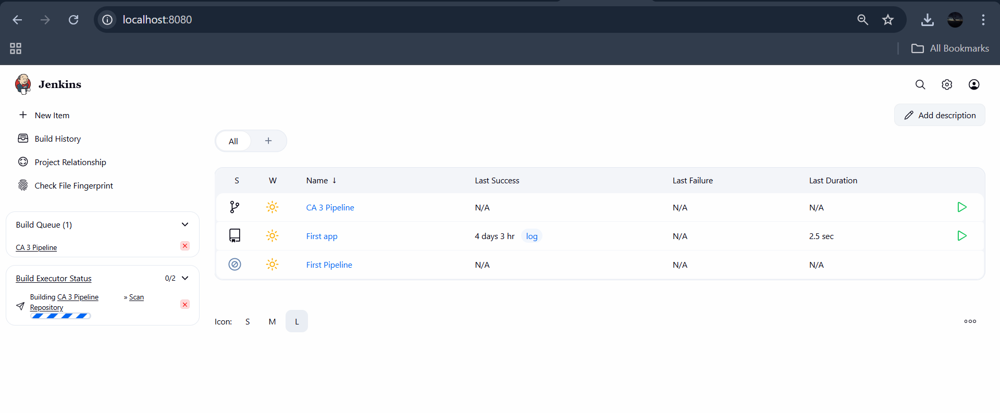 localhost:8080
All Bookmarks
Jenkins
New Item
Add description
Build History
All +
Project Relationship
Check File Fingerprint
S W Name ↓ Last Success Last Failure Last Duration
CA 3 Pipeline N/A N/A N/A
First app 4 days 3 hr log N/A 2.5 sec
First Pipeline N/A N/A N/A
Build Queue (1)
CA 3 Pipeline
Build Executor Status 0/2
Building CA 3 Pipeline » Scan
Repository
Icon: S M L